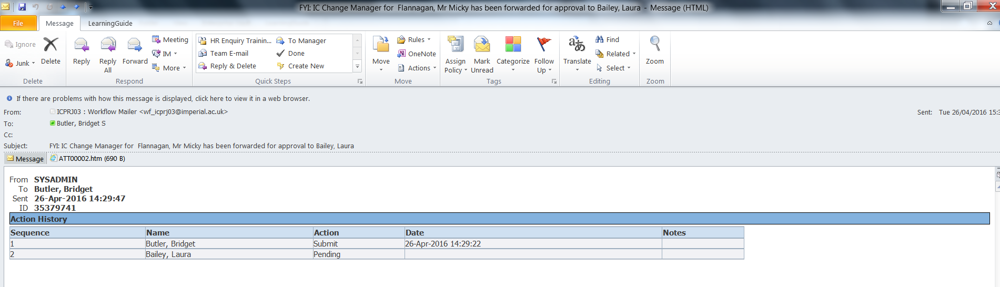 FYI: IC Change Manager for  Flannagan, Mr Micky has been forwarded for approval to Bailey, Laura - Message (HTML)
File Message LearningGuide
Ignore
Junk
Delete
Delete
Reply
Reply All
Forward
Meeting
IM
More
Respond
HR Enquiry Trainin... To Manager
Team E-mail Done
Reply & Delete Create New
Quick Steps
Move
Rules
OneNote
Actions
Move
Assign Policy
Mark Unread
Categorize
Follow Up
Tags
Translate
Find
Related
Select
Editing
Zoom
Zoom
If there are problems with how this message is displayed, click here to view it in a web browser.
From: ICPRJ03 : Workflow Mailer <wf_icprj03@imperial.ac.uk> Sent: Tue 26/04/2016 15:3
To: Butler, Bridget S
Cc:
Subject: FYI: IC Change Manager for  Flannagan, Mr Micky has been forwarded for approval to Bailey, Laura
Message ATT00002.htm (690 B)
From SYSADMIN
To Butler, Bridget
Sent 26-Apr-2016 14:29:47
ID 35379741
Action History
Sequence Name Action Date Notes
1 Butler, Bridget Submit 26-Apr-2016 14:29:22
2 Bailey, Laura Pending